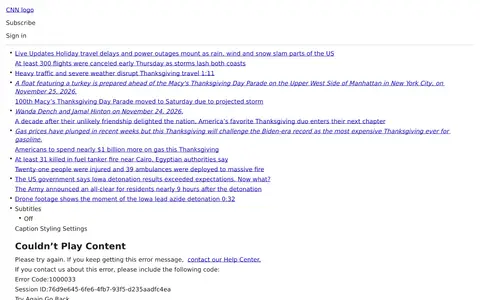 CNN logo
Subscribe
Sign in
Live Updates Holiday travel delays and power outages mount as rain, wind and snow slam parts of the US
At least 300 flights were canceled early Thursday as storms lash both coasts
Heavy traffic and severe weather disrupt Thanksgiving travel 1:11
A float featuring a turkey is prepared ahead of the Macy's Thanksgiving Day Parade on the Upper West Side of Manhattan in New York City, on
November 25, 2026.
100th Macy's Thanksgiving Day Parade moved to Saturday due to projected storm
Wanda Dench and Jamal Hinton on November 24, 2026.
A decade after their unlikely friendship delighted the nation, America's favorite Thanksgiving duo enters their next chapter
Gas prices have plunged in recent weeks but this Thanksgiving will challenge the Biden-era record as the most expensive Thanksgiving ever for
gasoline.
Americans to spend nearly $1 billion more on gas this Thanksgiving
At least 31 killed in fuel tanker fire near Cairo, Egyptian authorities say
Twenty-one people were injured and 39 ambulances were deployed to massive fire
The US government says Iowa detonation results exceeded expectations. Now what?
The Army announced an all-clear for residents nearly 9 hours after the detonation
Drone footage shows the moment of the Iowa lead azide detonation 0:32
Subtitles
Off
Caption Styling Settings
Couldn't Play Content
Please try again. If you keep getting this error message, contact our Help Center.
If you contact us about this error, please include the following code:
Error Code:1000033
Session ID:76d9e645-6fe6-4fb7-93f5-d235aadfc4ea
Try Again Go Back